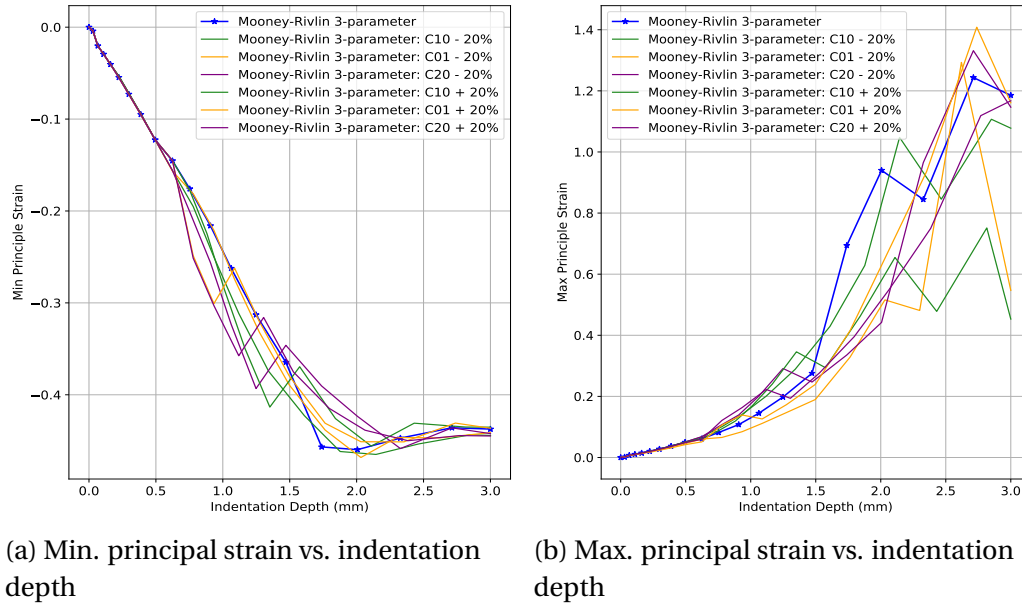 0.0
−0.1
−0.2
−0.3
−0.4
Min Principle Strain
0.0 0.5 1.0 1.5 2.0 2.5 3.0
Indentation Depth (mm)
Mooney-Rivlin 3-parameter
Mooney-Rivlin 3-parameter: C10 - 20%
Mooney-Rivlin 3-parameter: C01 - 20%
Mooney-Rivlin 3-parameter: C20 - 20%
Mooney-Rivlin 3-parameter: C10 + 20%
Mooney-Rivlin 3-parameter: C01 + 20%
Mooney-Rivlin 3-parameter: C20 + 20%
(a) Min. principal strain vs. indentation
depth
1.4
1.2
1.0
0.8
0.6
0.4
0.2
0.0
Max Principle Strain
0.0 0.5 1.0 1.5 2.0 2.5 3.0
Indentation Depth (mm)
Mooney-Rivlin 3-parameter
Mooney-Rivlin 3-parameter: C10 - 20%
Mooney-Rivlin 3-parameter: C01 - 20%
Mooney-Rivlin 3-parameter: C20 - 20%
Mooney-Rivlin 3-parameter: C10 + 20%
Mooney-Rivlin 3-parameter: C01 + 20%
Mooney-Rivlin 3-parameter: C20 + 20%
(b) Max. principal strain vs. indentation
depth